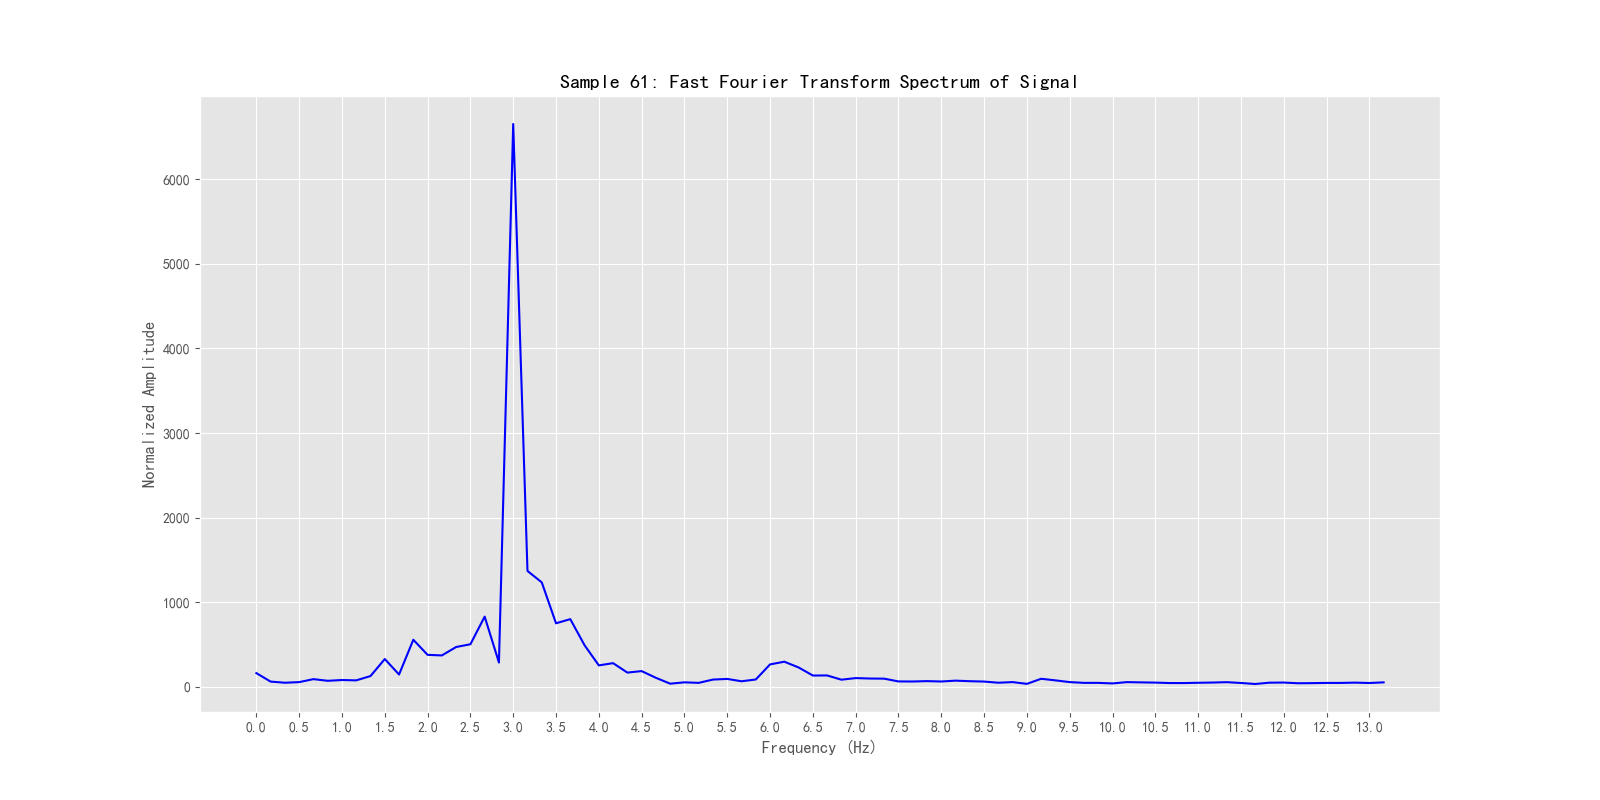 Sample 61: Fast Fourier Transform Spectrum of Signal
Normalized Amplitude
6000
5000
4000
3000
2000
1000
0
0.0 0.5 1.0 1.5 2.0 2.5 3.0 3.5 4.0 4.5 5.0 5.5 6.0 6.5 7.0 7.5 8.0 8.5 9.0 9.5 10.0 10.5 11.0 11.5 12.0 12.5 13.0
Frequency (Hz)